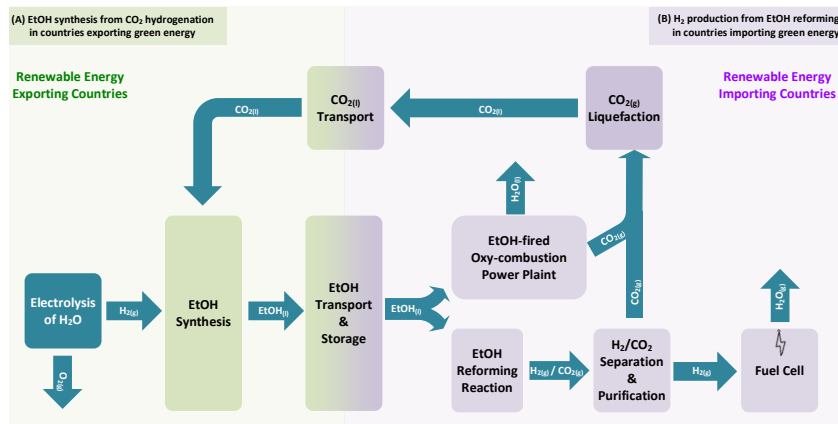 (A) EtOH synthesis from CO₂ hydrogenation
in countries exporting green energy
(B) H₂ production from EtOH reforming
in countries importing green energy
Renewable Energy
Exporting Countries
Renewable Energy
Importing Countries
CO₂₍ₗ₎
CO₂₍ₗ₎
Transport
CO₂₍ₗ₎
CO₂₍g₎
Liquefaction
H₂O₍ₗ₎
EtOH-fired
Oxy-combustion
Power Plaint
CO₂₍g₎
CO₂₍g₎
H₂O₍g₎
Electrolysis
of H₂O
H₂₍g₎
EtOH
Synthesis
EtOH₍ₗ₎
EtOH
Transport
&
Storage
EtOH₍ₗ₎
EtOH
Reforming
Reaction
H₂₍g₎ / CO₂₍g₎
H₂/CO₂
Separation
&
Purification
H₂₍g₎
Fuel Cell
O₂₍g₎